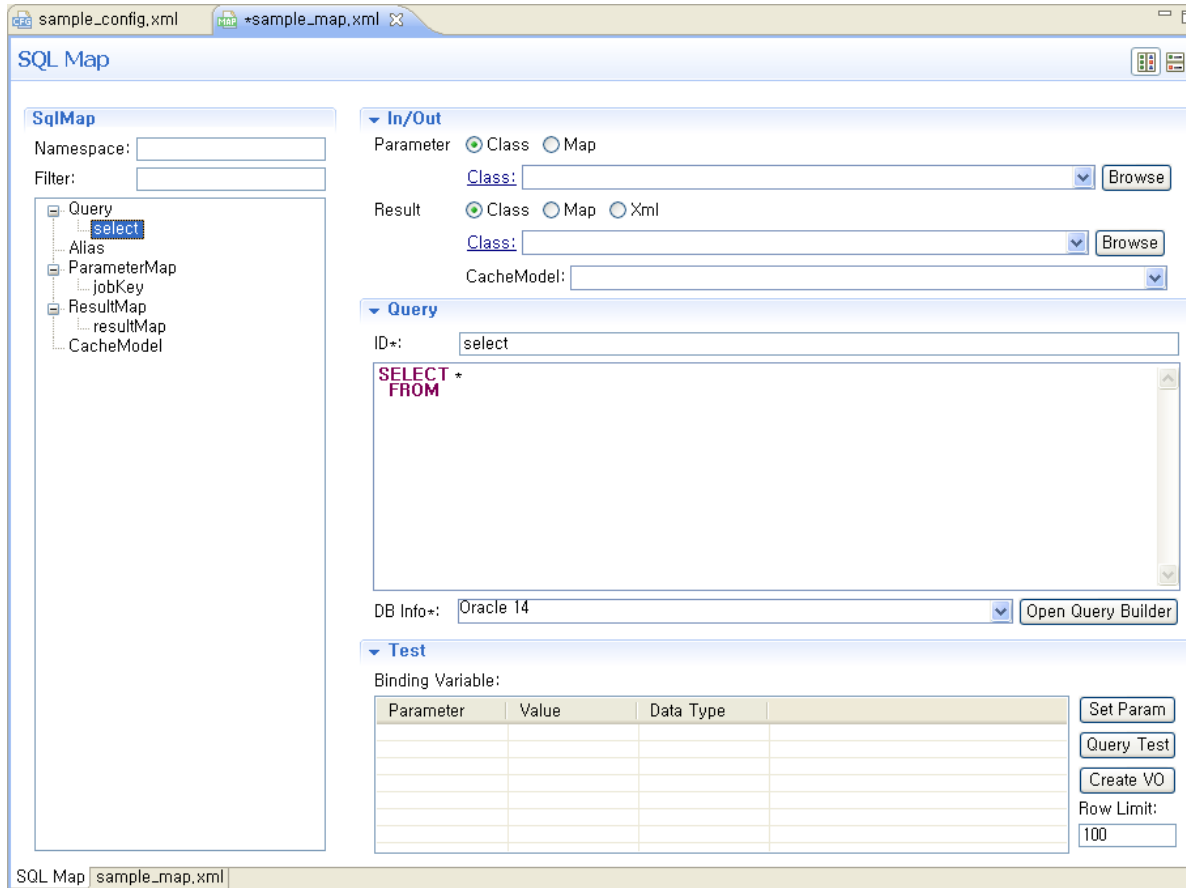 CFG sample_config.xml MAP *sample_map.xml
SQL Map
SqlMap
Namespace:
Filter:
Query
select
Alias
ParameterMap
jobKey
ResultMap
resultMap
CacheModel
In/Out
Parameter Class Map
Class: Browse
Result Class Map Xml
Class: Browse
CacheModel:
Query
ID*: select
SELECT *
FROM
DB Info*: Oracle 14 Open Query Builder
Test
Binding Variable:
Parameter Value Data Type
Set Param
Query Test
Create VO
Row Limit:
100
SQL Map sample_map.xml